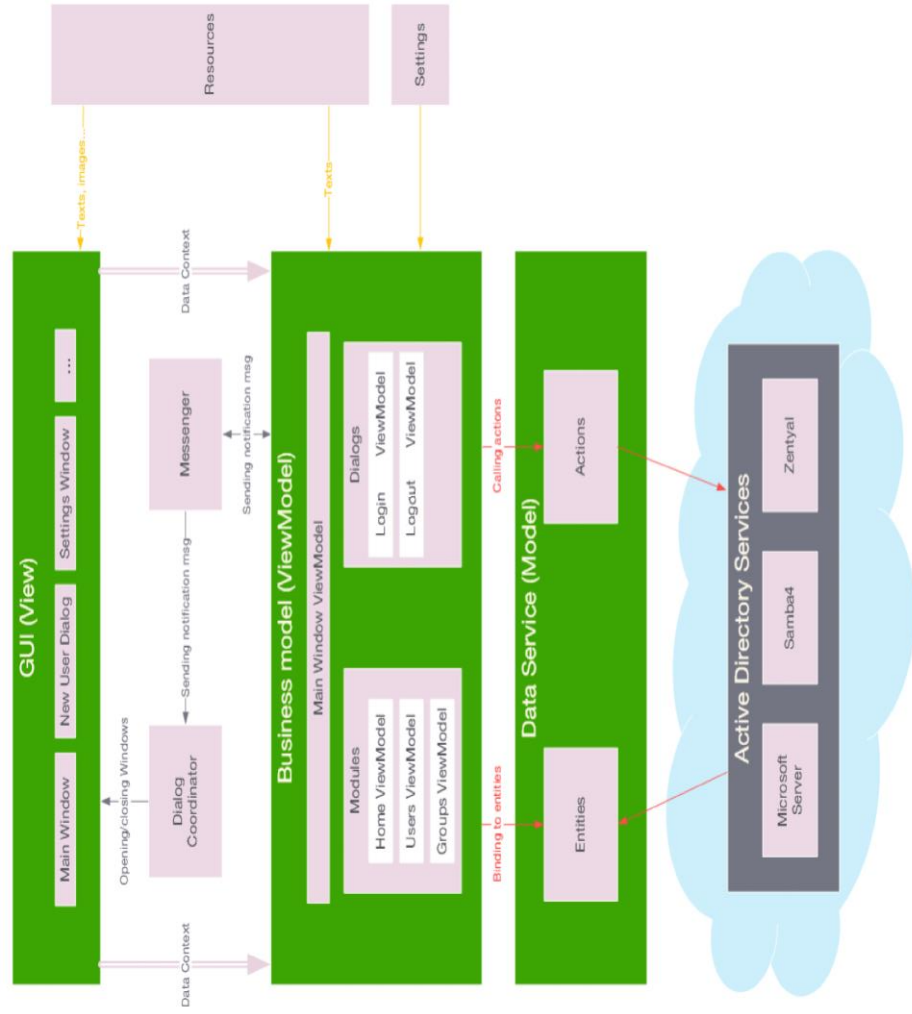 GUI (View)
Main Window
New User Dialog
Settings Window
...
Data Context
Opening/closing Windows
Dialog
Coordinator
Sending notification msg
Messenger
Sending notification msg
Data Context
Texts, images...
Resources
Texts
Settings
Business model (ViewModel)
Main Window ViewModel
Modules
Home ViewModel
Users ViewModel
Groups ViewModel
Dialogs
Login ViewModel
Logout ViewModel
Binding to entities
Calling actions
Data Service (Model)
Entities
Actions
Active Directory Services
Microsoft
Server
Samba4
Zentyal